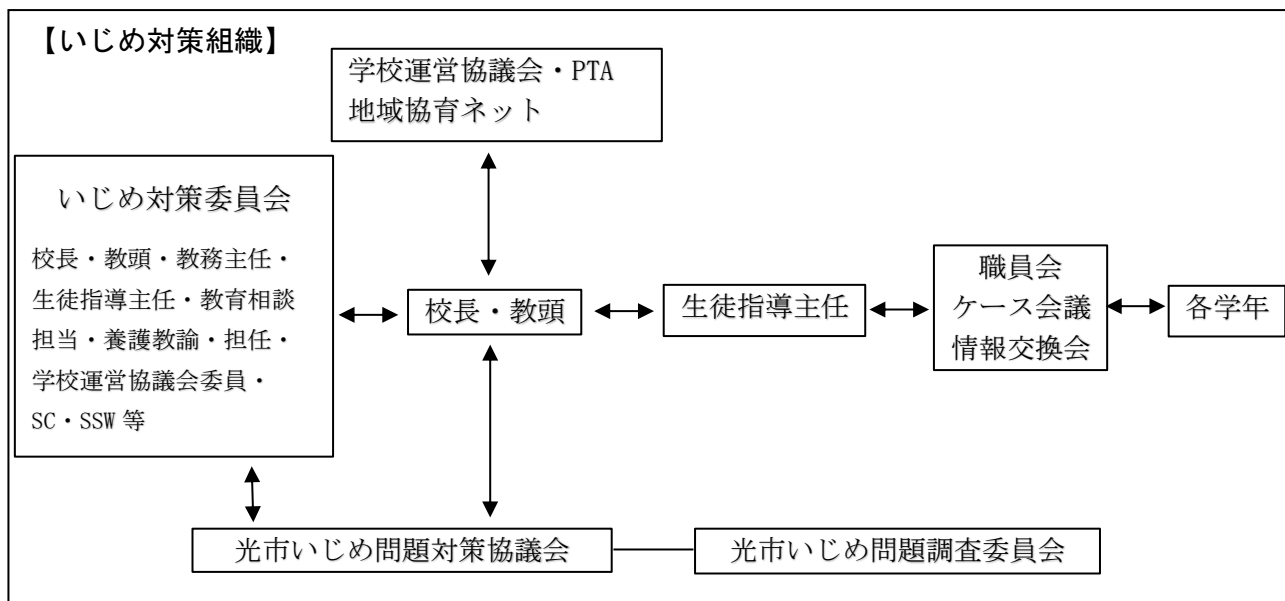 【いじめ対策組織】
学校運営協議会・PTA
地域協育ネット
いじめ対策委員会
校長・教頭・教務主任・
生徒指導主任・教育相談
担当・養護教諭・担任・
学校運営協議会委員・
SC・SSW 等
校長・教頭
生徒指導主任
職員会
ケース会議
情報交換会
各学年
光市いじめ問題対策協議会
光市いじめ問題調査委員会